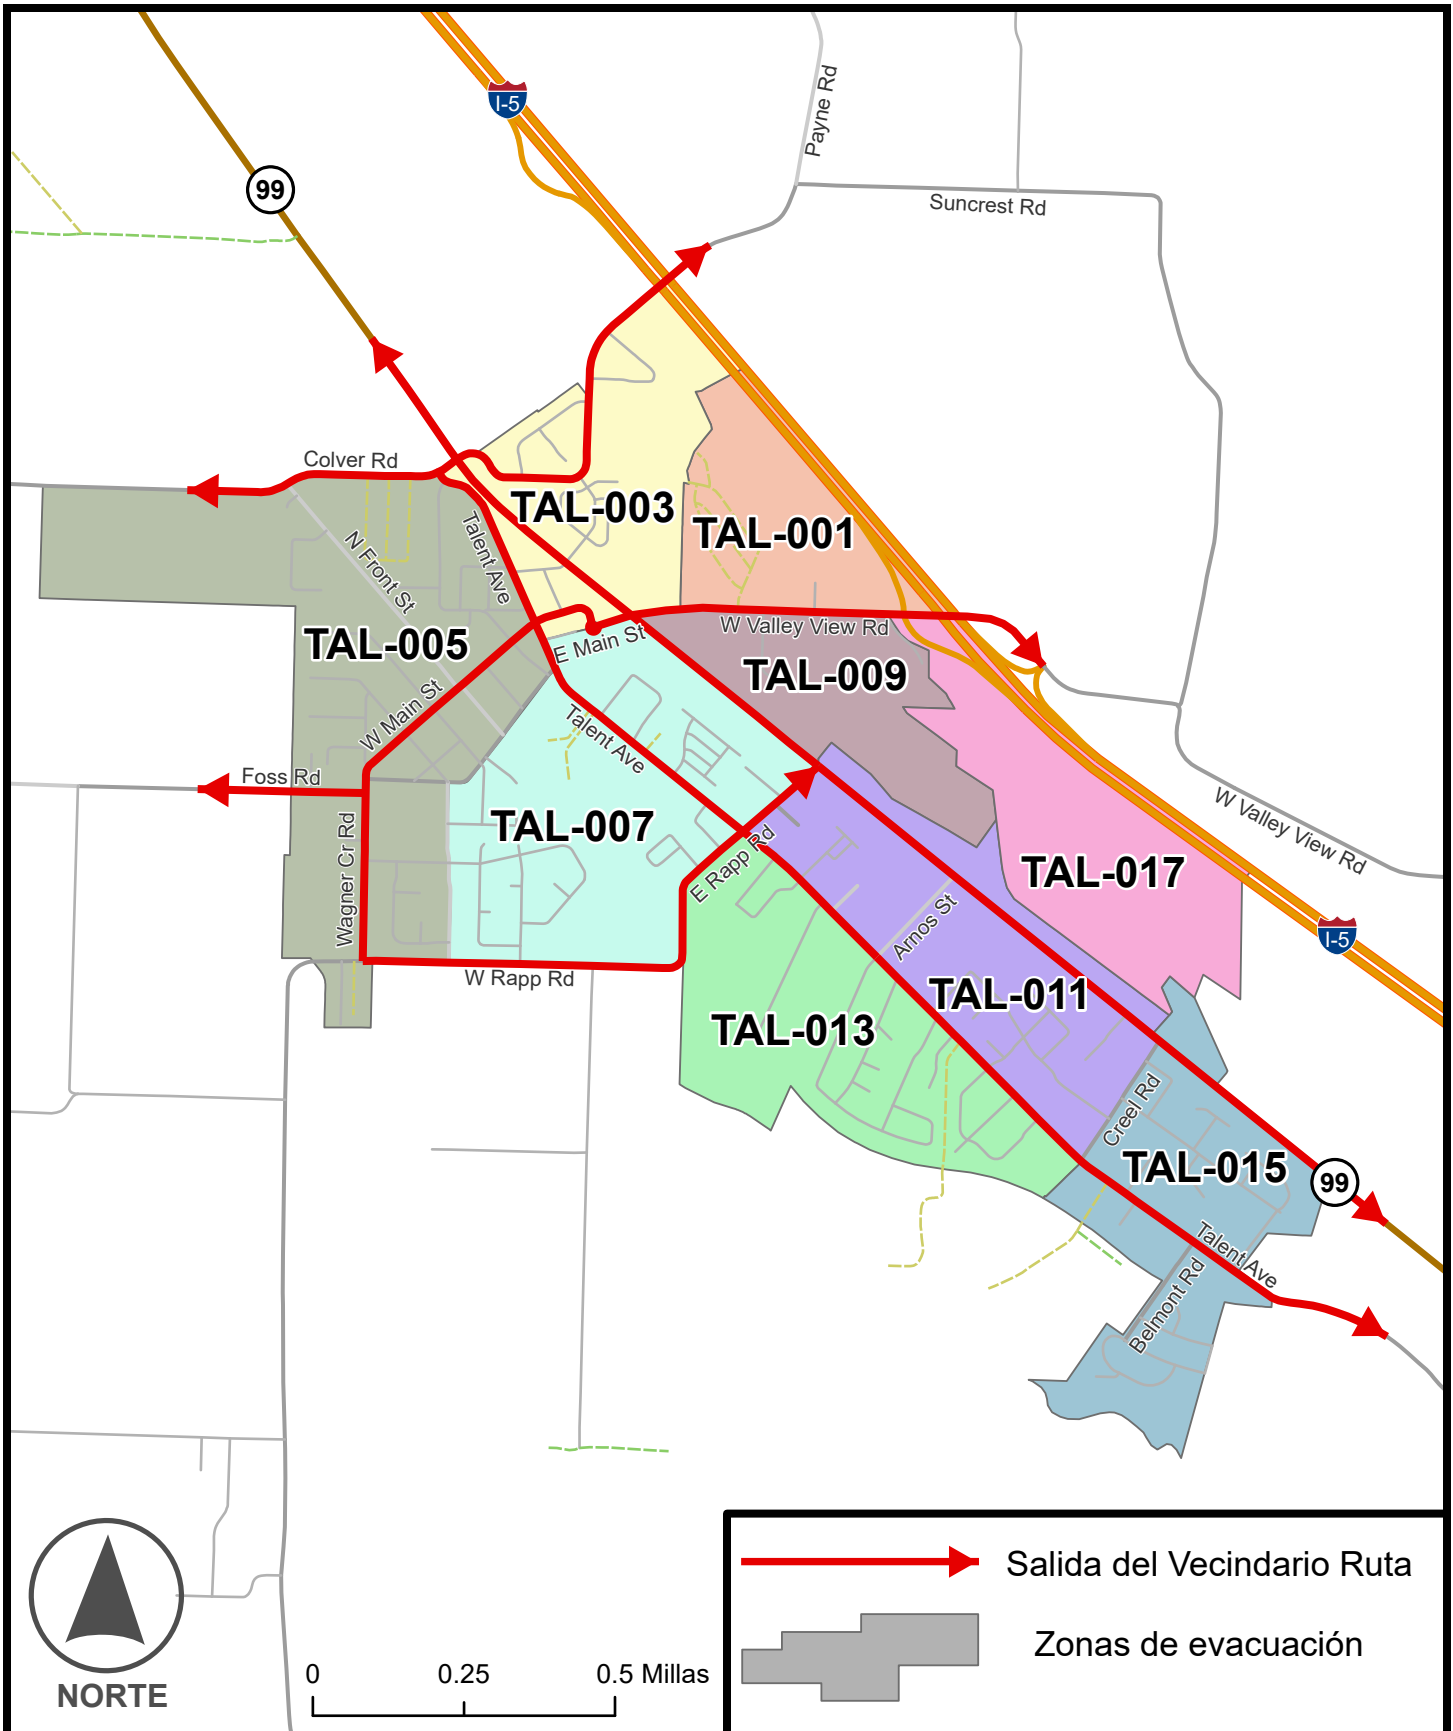 I-5
Payne Rd
99
Suncrest Rd
Colver Rd
TAL-003
TAL-001
Talent Ave
N Front St
TAL-005
E Main St
W Valley View Rd
TAL-009
W Main St
Talent Ave
Foss Rd
TAL-007
W Valley View Rd
Wagner Cr Rd
E Rapp Rd
TAL-017
Arnos St
I-5
W Rapp Rd
TAL-011
TAL-013
Creel Rd
TAL-015
99
Talent Ave
Belmont Rd
Salida del Vecindario Ruta
Zonas de evacuación
NORTE
0 0.25 0.5 Millas